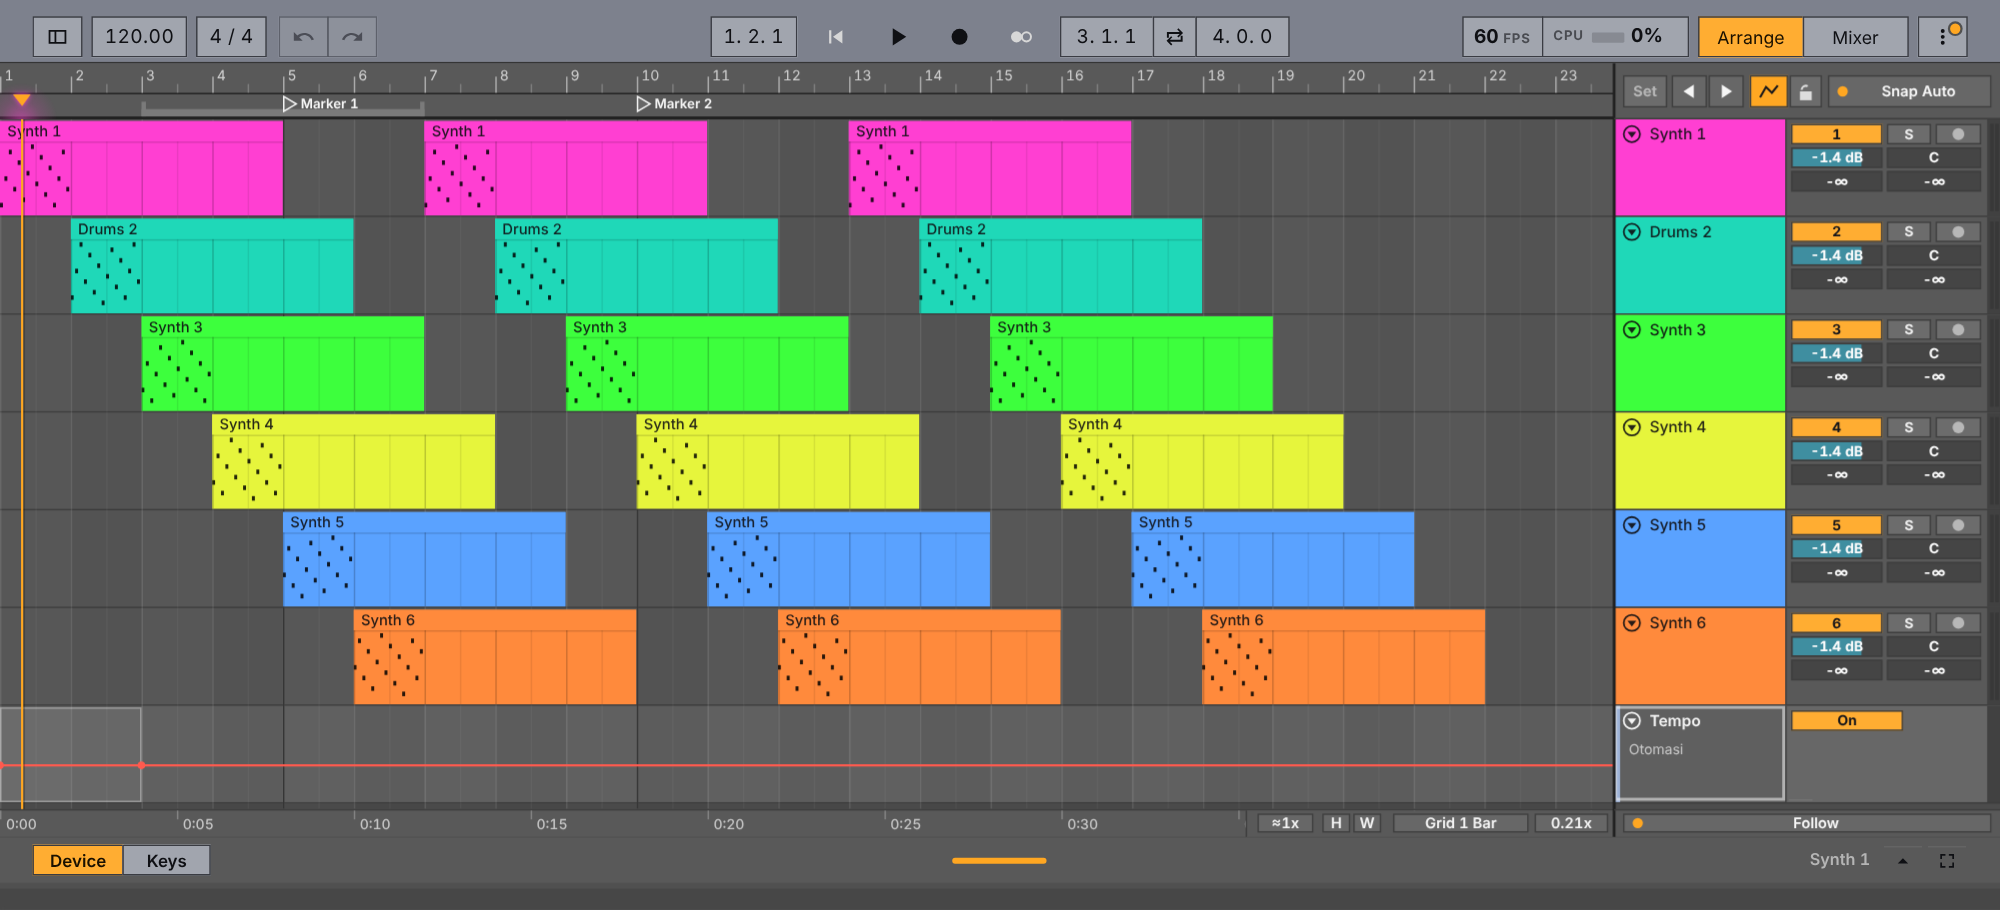 120.00 4 / 4 1. 2. 1 3. 1. 1 4. 0. 0 60 FPS CPU 0% Arrange Mixer
1 2 3 4 5 6 7 8 9 10 11 12 13 14 15 16 17 18 19 20 21 22 23
Set Snap Auto
Marker 1 Marker 2
Synth 1 Synth 1 Synth 1 Synth 1 1 S
-1.4 dB C
-∞ -∞
Drums 2 Drums 2 Drums 2 Drums 2 2 S
-1.4 dB C
-∞ -∞
Synth 3 Synth 3 Synth 3 Synth 3 3 S
-1.4 dB C
-∞ -∞
Synth 4 Synth 4 Synth 4 Synth 4 4 S
-1.4 dB C
-∞ -∞
Synth 5 Synth 5 Synth 5 Synth 5 5 S
-1.4 dB C
-∞ -∞
Synth 6 Synth 6 Synth 6 Synth 6 6 S
-1.4 dB C
-∞ -∞
Tempo On
Otomasi
0:00 0:05 0:10 0:15 0:20 0:25 0:30 ≈1x H W Grid 1 Bar 0.21x Follow
Device Keys Synth 1